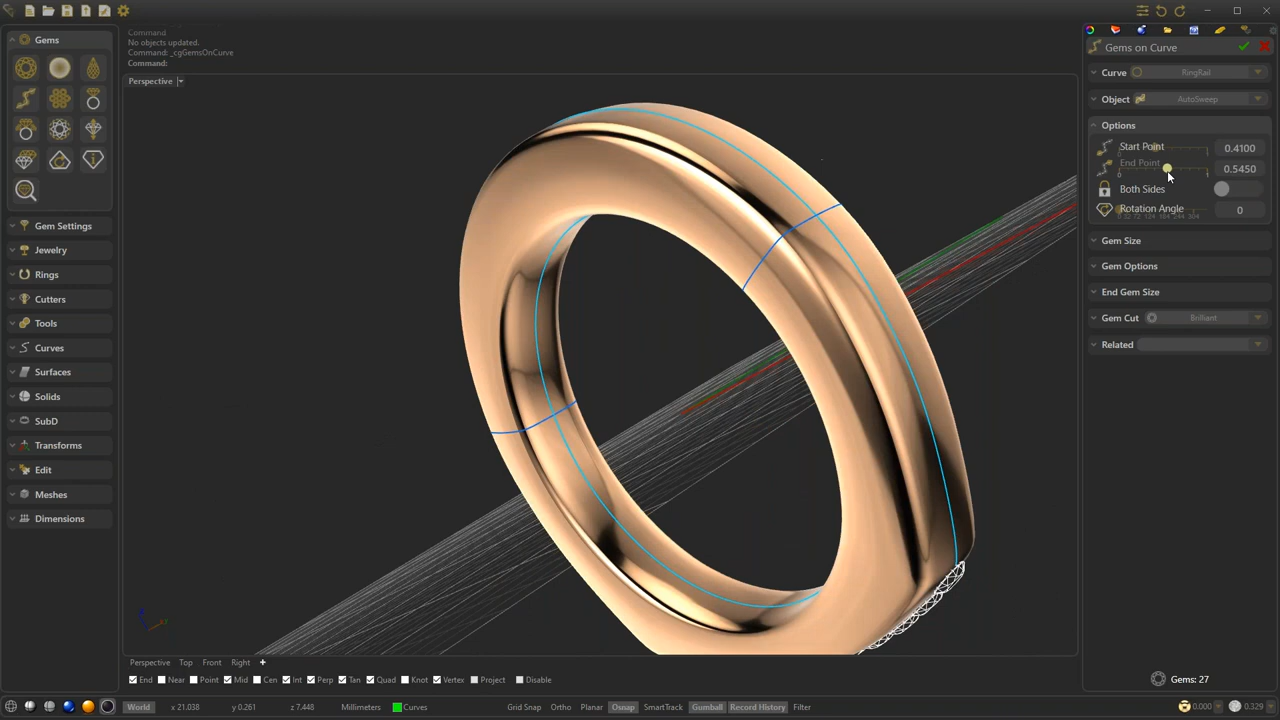 Command
No objects updated.
Command: _cgGemsOnCurve
Command:
Perspective
Gems
Gem Settings
Jewelry
Rings
Cutters
Tools
Curves
Surfaces
Solids
SubD
Transforms
Edit
Meshes
Dimensions
Gems on Curve
Curve RingRail
Object AutoSweep
Options
Start Point 0.4100
End Point 0.5450
Both Sides
Rotation Angle 0
Gem Size
Gem Options
End Gem Size
Gem Cut Brilliant
Related
Gems: 27
Perspective Top Front Right
End Near Point Mid Cen Int Perp Tan Quad Knot Vertex Project Disable
World x 21.038 y 0.261 z 7.448 Millimeters Curves Grid Snap Ortho Planar Osnap SmartTrack Gumball Record History Filter 0.000 0.329